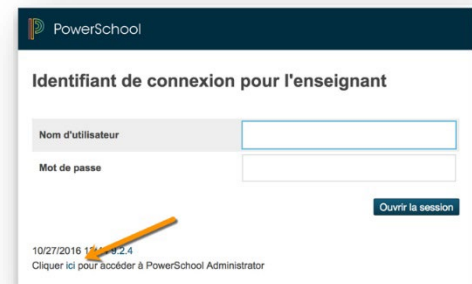 PowerSchool
Identifiant de connexion pour l'enseignant
Nom d'utilisateur
Mot de passe
Ouvrir la session
10/27/2016 9.2.4
Cliquer ici pour accéder à PowerSchool Administrator